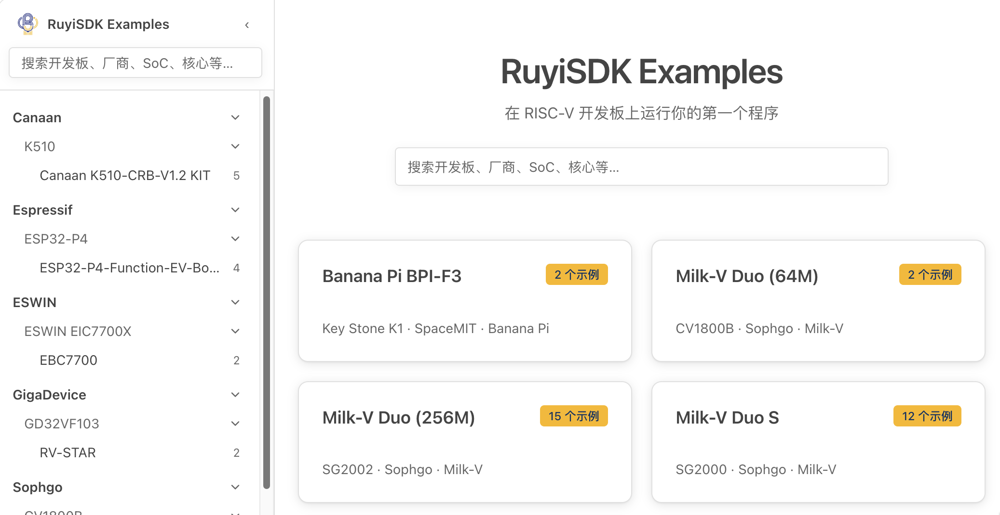 RuyiSDK Examples
搜索开发板、厂商、SoC、核心等...
Canaan
K510
Canaan K510-CRB-V1.2 KIT 5
Espressif
ESP32-P4
ESP32-P4-Function-EV-Bo... 4
ESWIN
ESWIN EIC7700X
EBC7700 2
GigaDevice
GD32VF103
RV-STAR 2
Sophgo
CV1800B
RuyiSDK Examples
在 RISC-V 开发板上运行你的第一个程序
搜索开发板、厂商、SoC、核心等...
Banana Pi BPI-F3 2 个示例
Key Stone K1 · SpaceMIT · Banana Pi
Milk-V Duo (64M) 2 个示例
CV1800B · Sophgo · Milk-V
Milk-V Duo (256M) 15 个示例
SG2002 · Sophgo · Milk-V
Milk-V Duo S 12 个示例
SG2000 · Sophgo · Milk-V